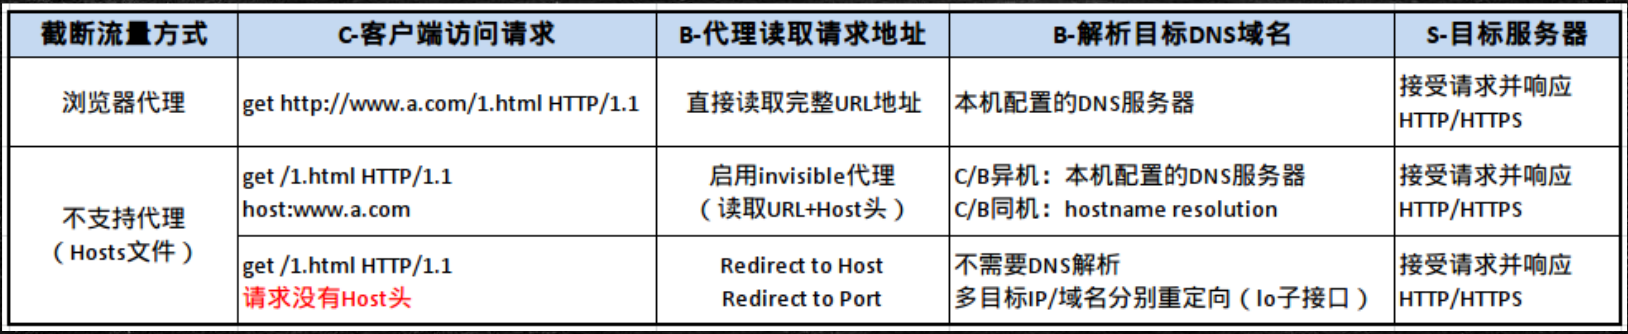 截断流量方式 C-客户端访问请求 B-代理读取请求地址 B-解析目标DNS域名 S-目标服务器
浏览器代理 get http://www.a.com/1.html HTTP/1.1 直接读取完整URL地址 本机配置的DNS服务器 接受请求并响应
HTTP/HTTPS
不支持代理
（Hosts文件）
get /1.html HTTP/1.1
host:www.a.com
启用invisible代理
（读取URL+Host头）
C/B异机：本机配置的DNS服务器
C/B同机：hostname resolution
接受请求并响应
HTTP/HTTPS
get /1.html HTTP/1.1
请求没有Host头
Redirect to Host
Redirect to Port
不需要DNS解析
多目标IP/域名分别重定向（lo子接口）
接受请求并响应
HTTP/HTTPS